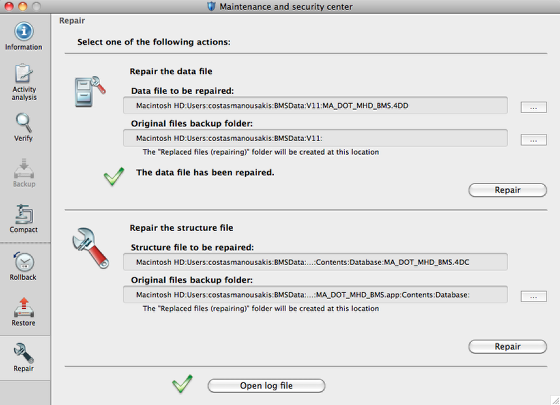 Maintenance and security center
Repair
Information
Activity
analysis
Verify
Backup
Compact
Rollback
Restore
Repair
Select one of the following actions:
Repair the data file
Data file to be repaired:
Macintosh HD:Users:costasmanousakis:BMSData:V11:MA_DOT_MHD_BMS.4DD
...
Original files backup folder:
Macintosh HD:Users:costasmanousakis:BMSData:V11:
...
The "Replaced files (repairing)" folder will be created at this location
The data file has been repaired.
Repair
Repair the structure file
Structure file to be repaired:
Macintosh HD:Users:costasmanousakis:BMSData:...:Contents:Database:MA_DOT_MHD_BMS.4DC
Original files backup folder:
Macintosh HD:Users:costasmanousakis:BMSData:...:MA_DOT_MHD_BMS.app:Contents:Database:
...
The "Replaced files (repairing)" folder will be created at this location
Repair
Open log file